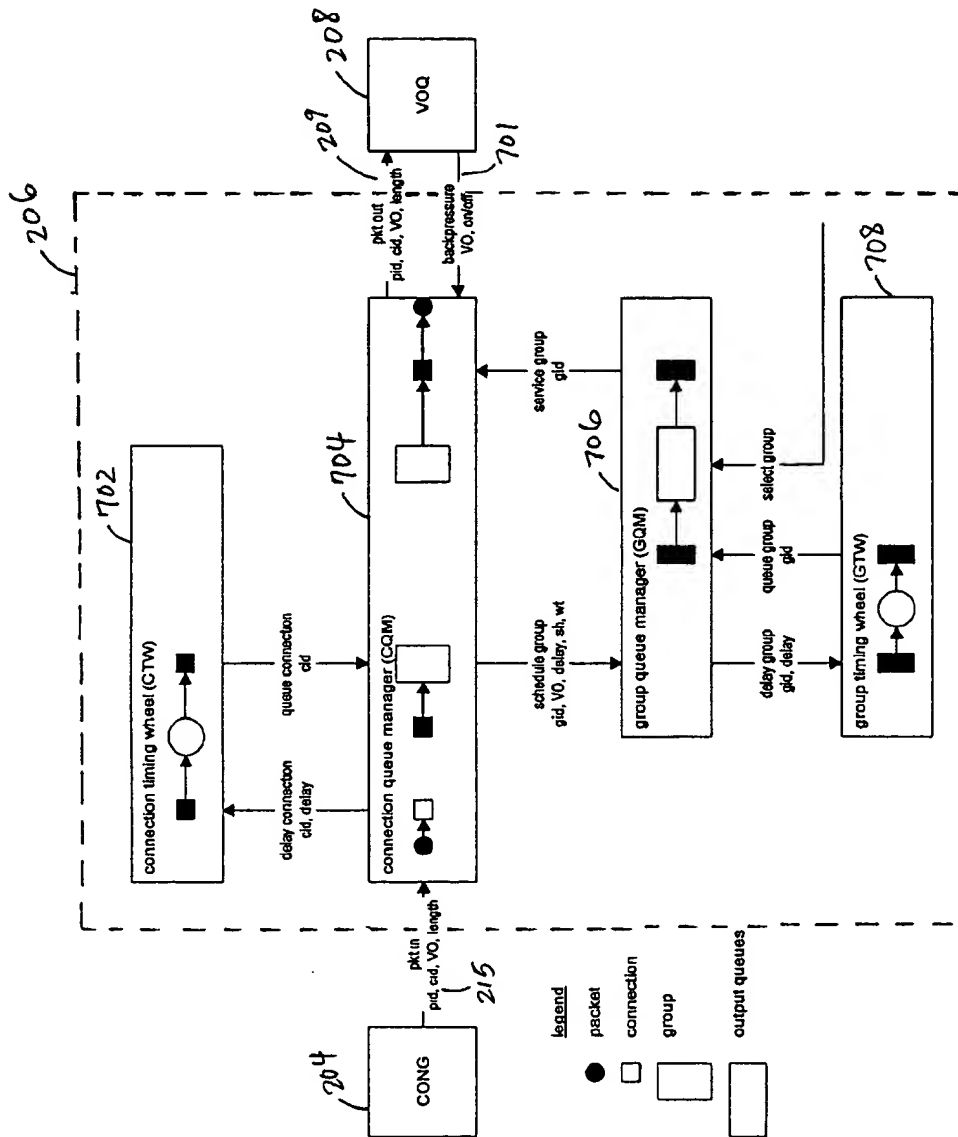 206
connection timing wheel (CTW)
702
delay connection
cid, delay
queue connection
cid
204
CONG
pkt in
pid, cid, VO, length
215
connection queue manager (CQM)
704
pkt out
pid, cid, VO, length
209
VOQ
208
backpressure
VO, on/off
701
schedule group
gid, VO, delay, sh, wt
service group
gid
group queue manager (GQM)
706
delay group
gid, delay
queue group
gid
select group
group timing wheel (GTW)
708
legend
packet
connection
group
output queues